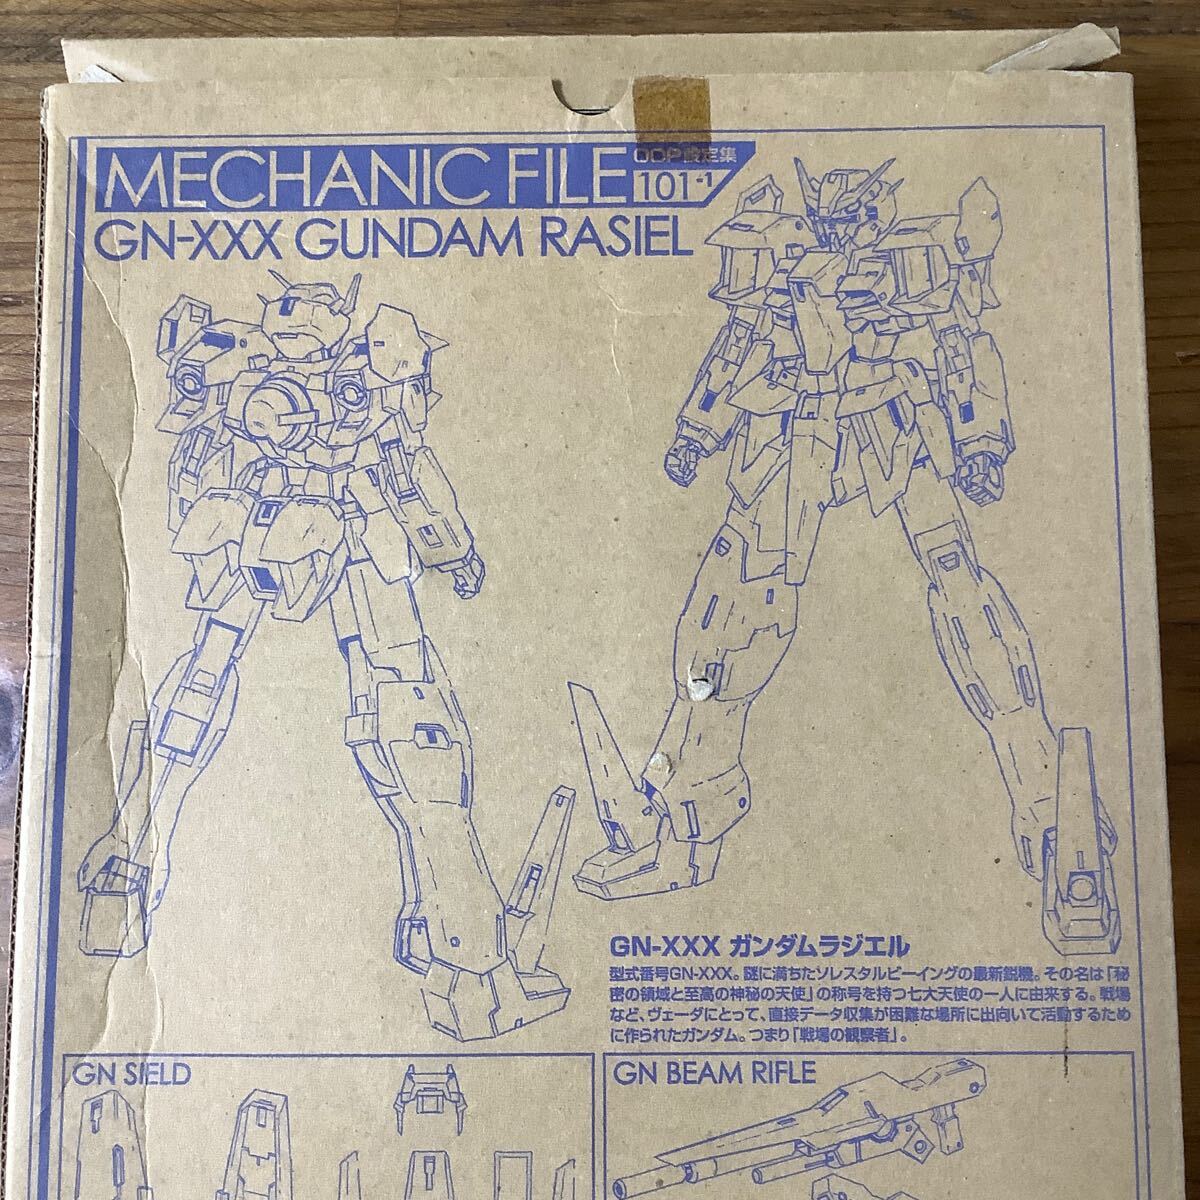 MECHANIC FILE
OOP設定集
101-1
GN-XXX GUNDAM RASIEL
GN-XXX ガンダムラジエル
型式番号GN-XXX。謎に満ちたソレスタルビーイングの最新鋭機。その名は「秘
密の領域と至高の神秘の天使」の称号を持つ七大天使の一人に由来する。戦場
など、ヴェーダにとって、直接データ収集が困難な場所に出向いて活動するため
に作られたガンダム。つまり「戦場の観察者」。
GN SIELD
GN BEAM RIFLE